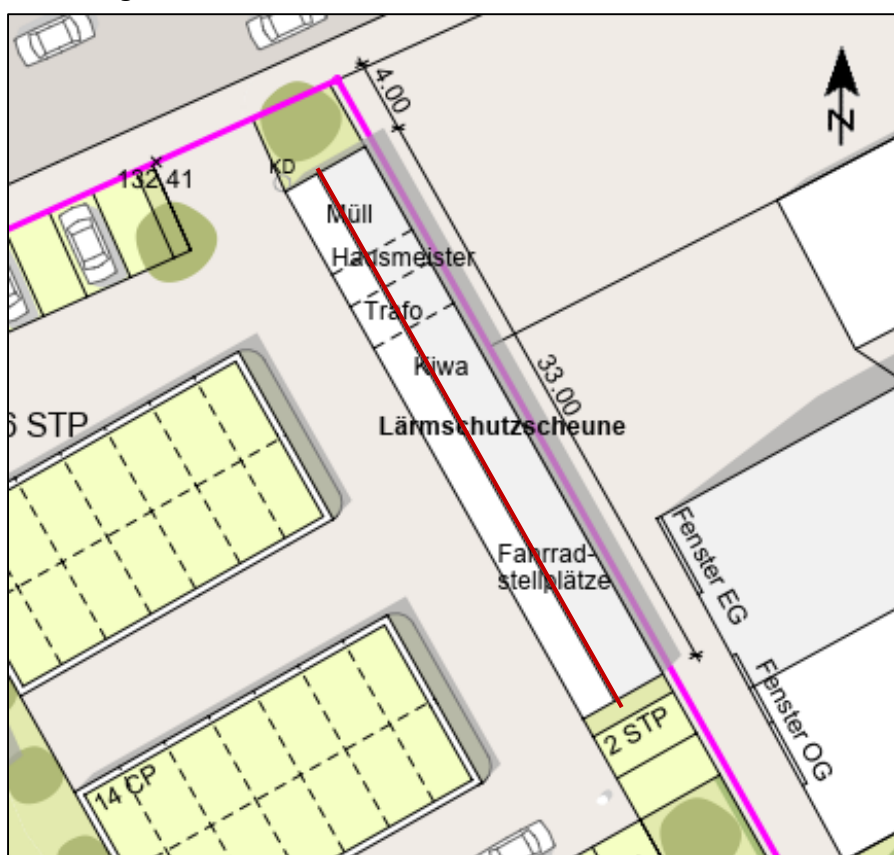 4.00
N
KD
132.41
Müll
Hausmeister
Trafo
Kiwa
33.00
6 STP
Lärmschutzscheune
Fahrrad-
stellplätze
Fenster EG
Fenster OG
2 STP
14 CP